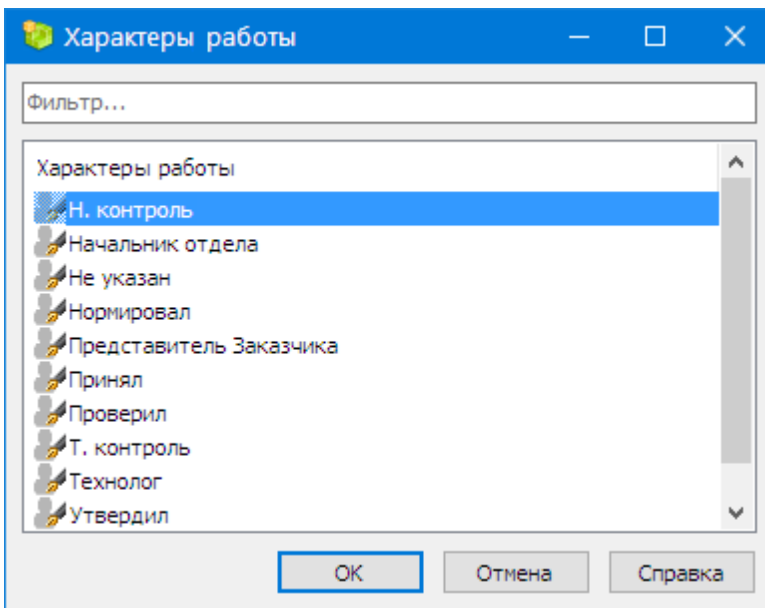 Характеры работы
Фильтр...
Характеры работы
Н. контроль
Начальник отдела
Не указан
Нормировал
Представитель Заказчика
Принял
Проверил
Т. контроль
Технолог
Утвердил
OK Отмена Справка